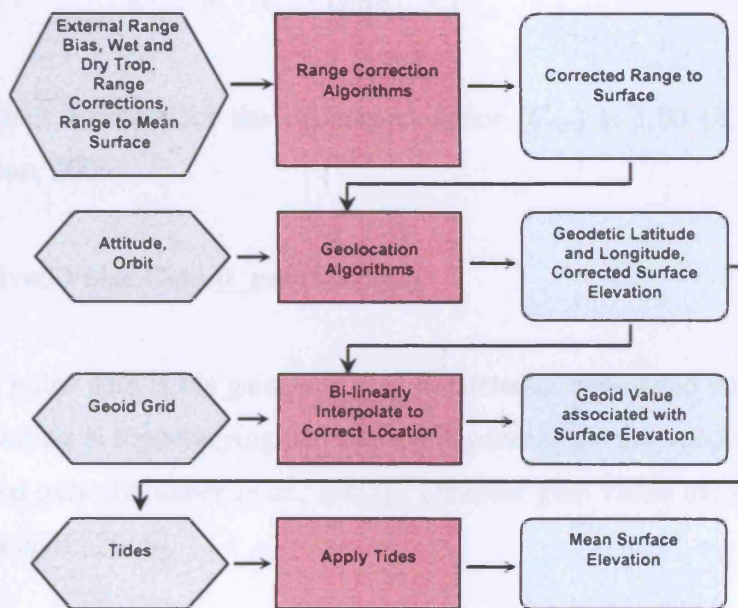 External Range
Bias, Wet and
Dry Trop.
Range
Corrections,
Range to Mean
Surface
Range Correction
Algorithms
Corrected Range to
Surface
Attitude,
Orbit
Geolocation
Algorithms
Geodetic Latitude
and Longitude,
Corrected Surface
Elevation
Geoid Grid
Bi-linearly
Interpolate to
Correct Location
Geoid Value
associated with
Surface Elevation
Tides
Apply Tides
Mean Surface
Elevation